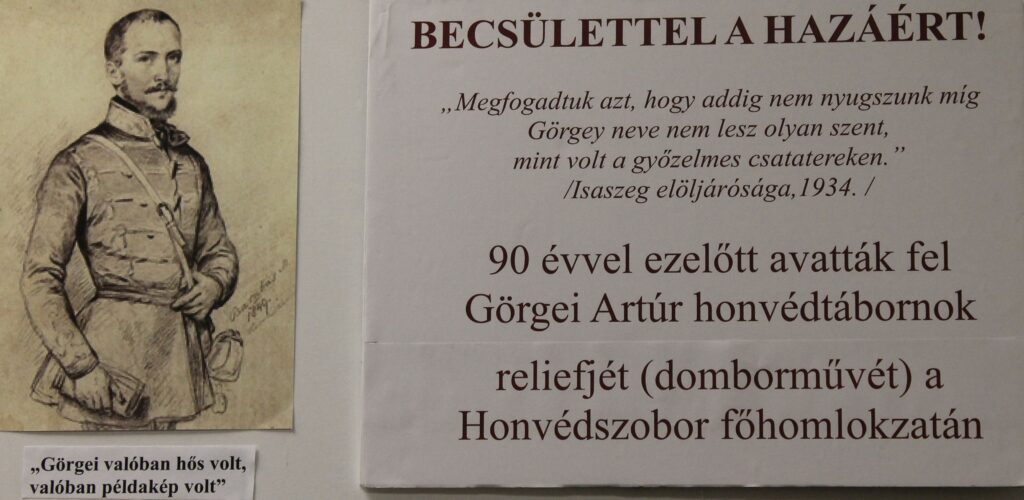 BECSÜLETTEL A HAZÁÉRT!
„Megfogadtuk azt, hogy addig nem nyugszunk míg
Görgey neve nem lesz olyan szent,
mint volt a győzelmes csatatereken.”
/Isaszeg elöljárósága,1934. /
90 évvel ezelőtt avatták fel
Görgei Artúr honvédtábornok
reliefjét (domborművét) a
Honvédszobor főhomlokzatán
1849
„Görgei valóban hős volt,
valóban példakép volt”